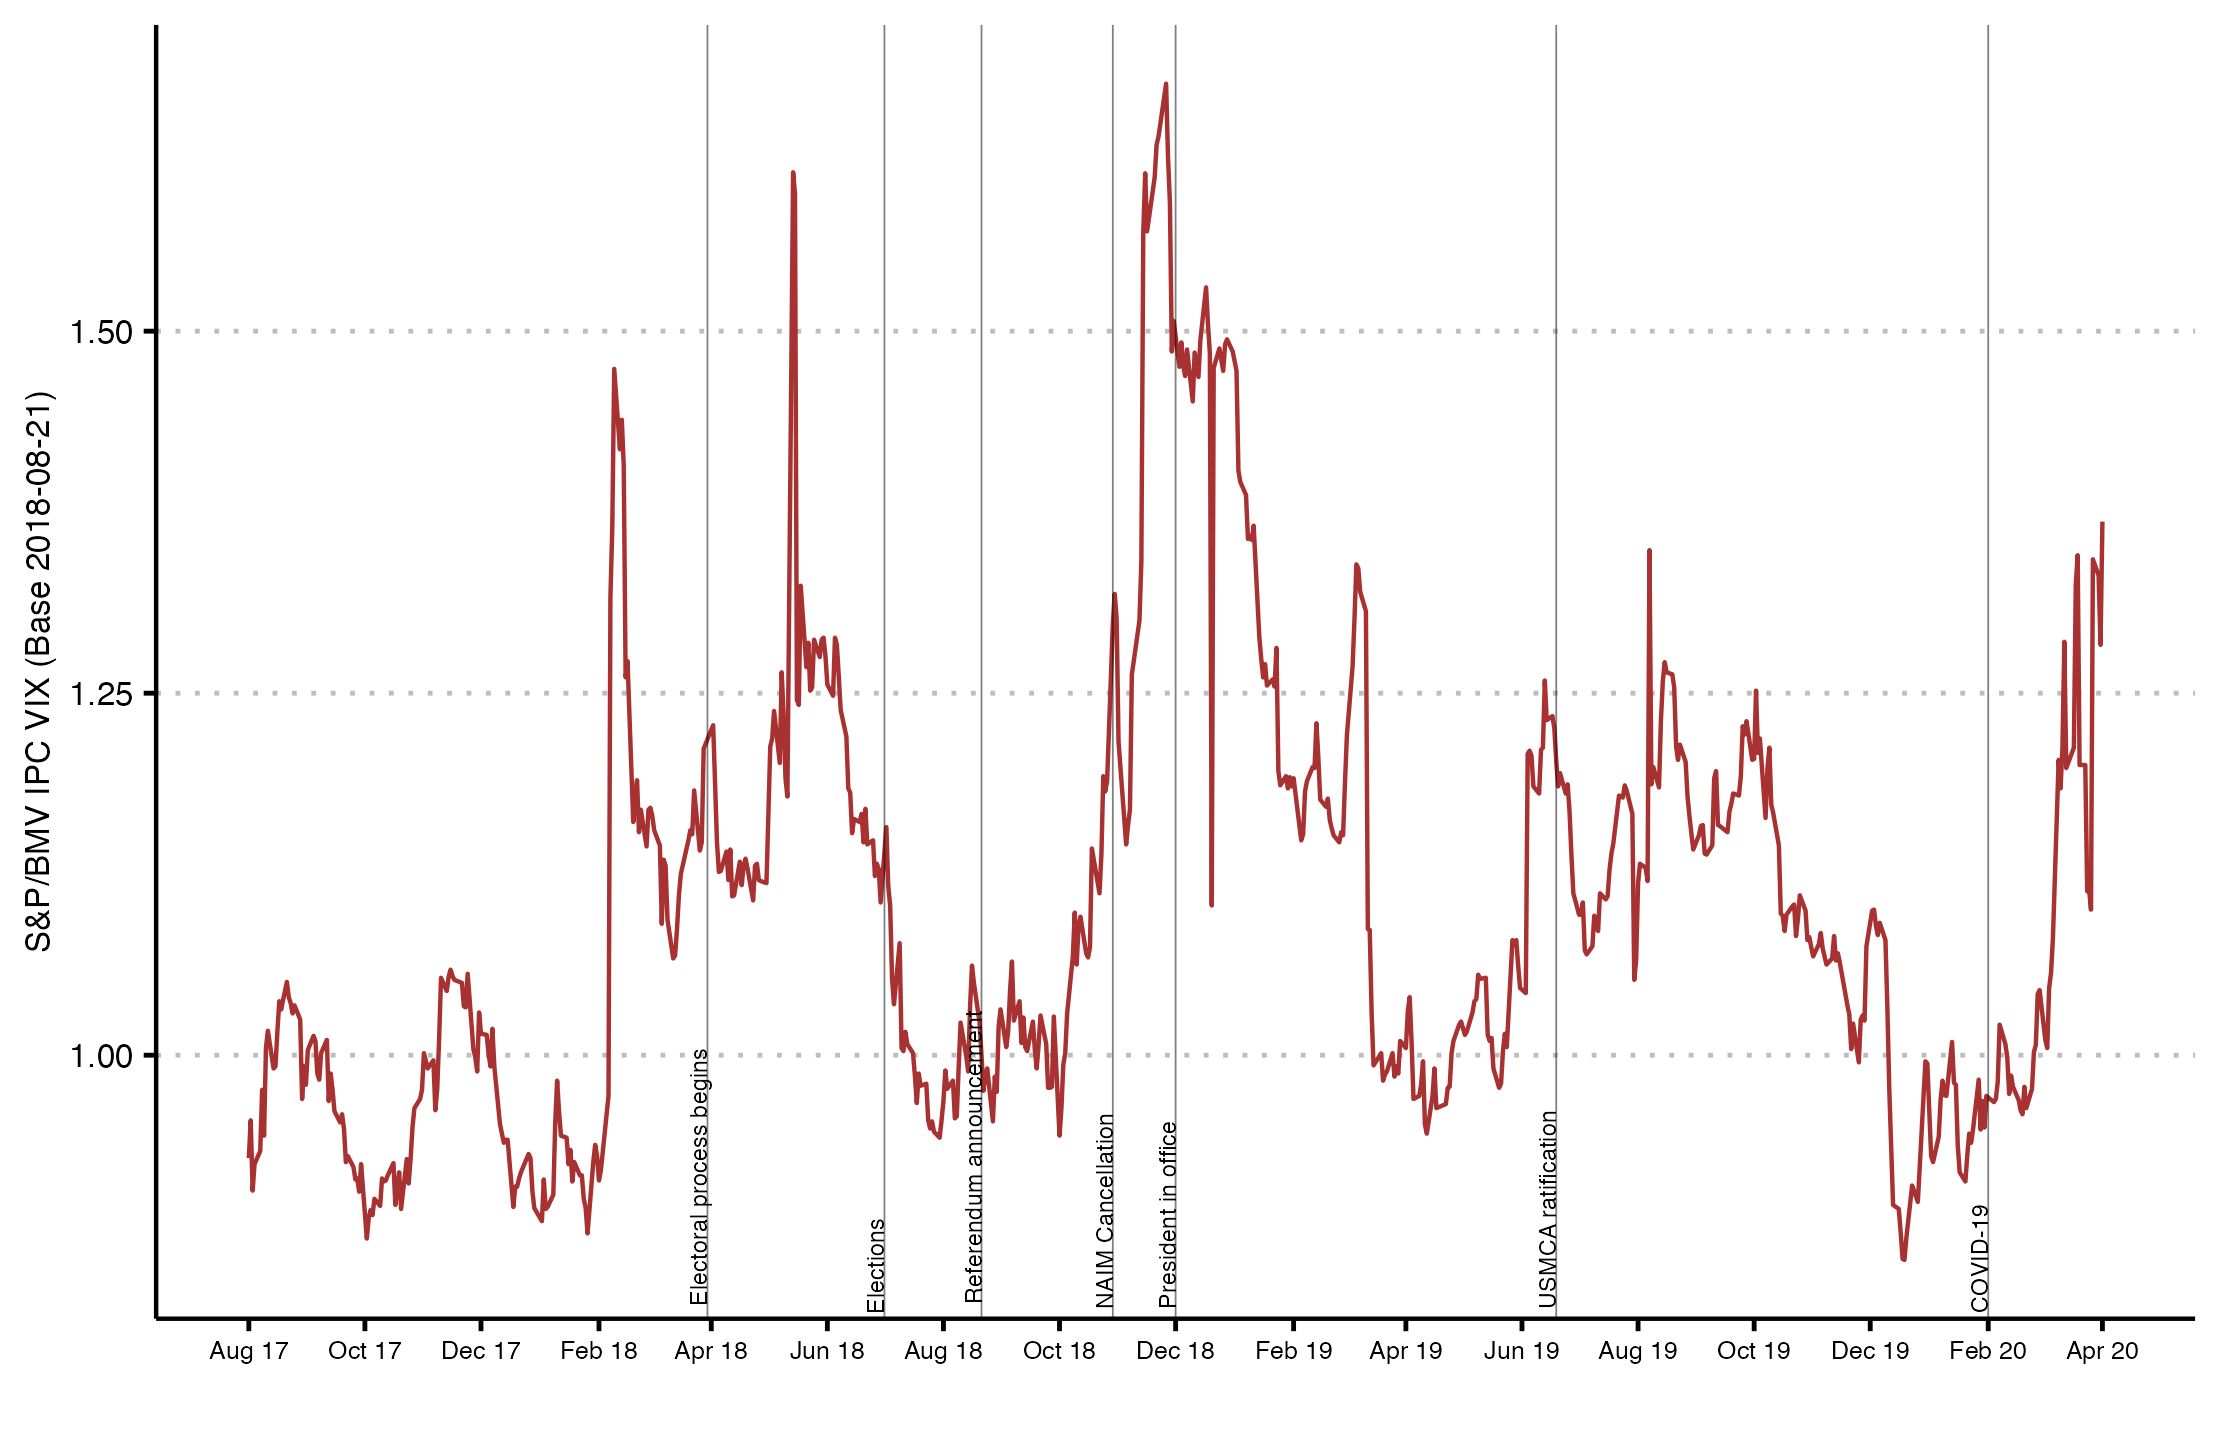 S&P/BMV IPC VIX (Base 2018-08-21)
1.50
1.25
1.00
Electoral process begins
Elections
Referendum announcement
NAIM Cancellation
President in office
USMCA ratification
COVID-19
Aug 17
Oct 17
Dec 17
Feb 18
Apr 18
Jun 18
Aug 18
Oct 18
Dec 18
Feb 19
Apr 19
Jun 19
Aug 19
Oct 19
Dec 19
Feb 20
Apr 20